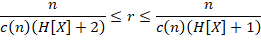 n/(c(n)(H[X] + 2)) ≤ r ≤ n/(c(n)(H[X] + 1))